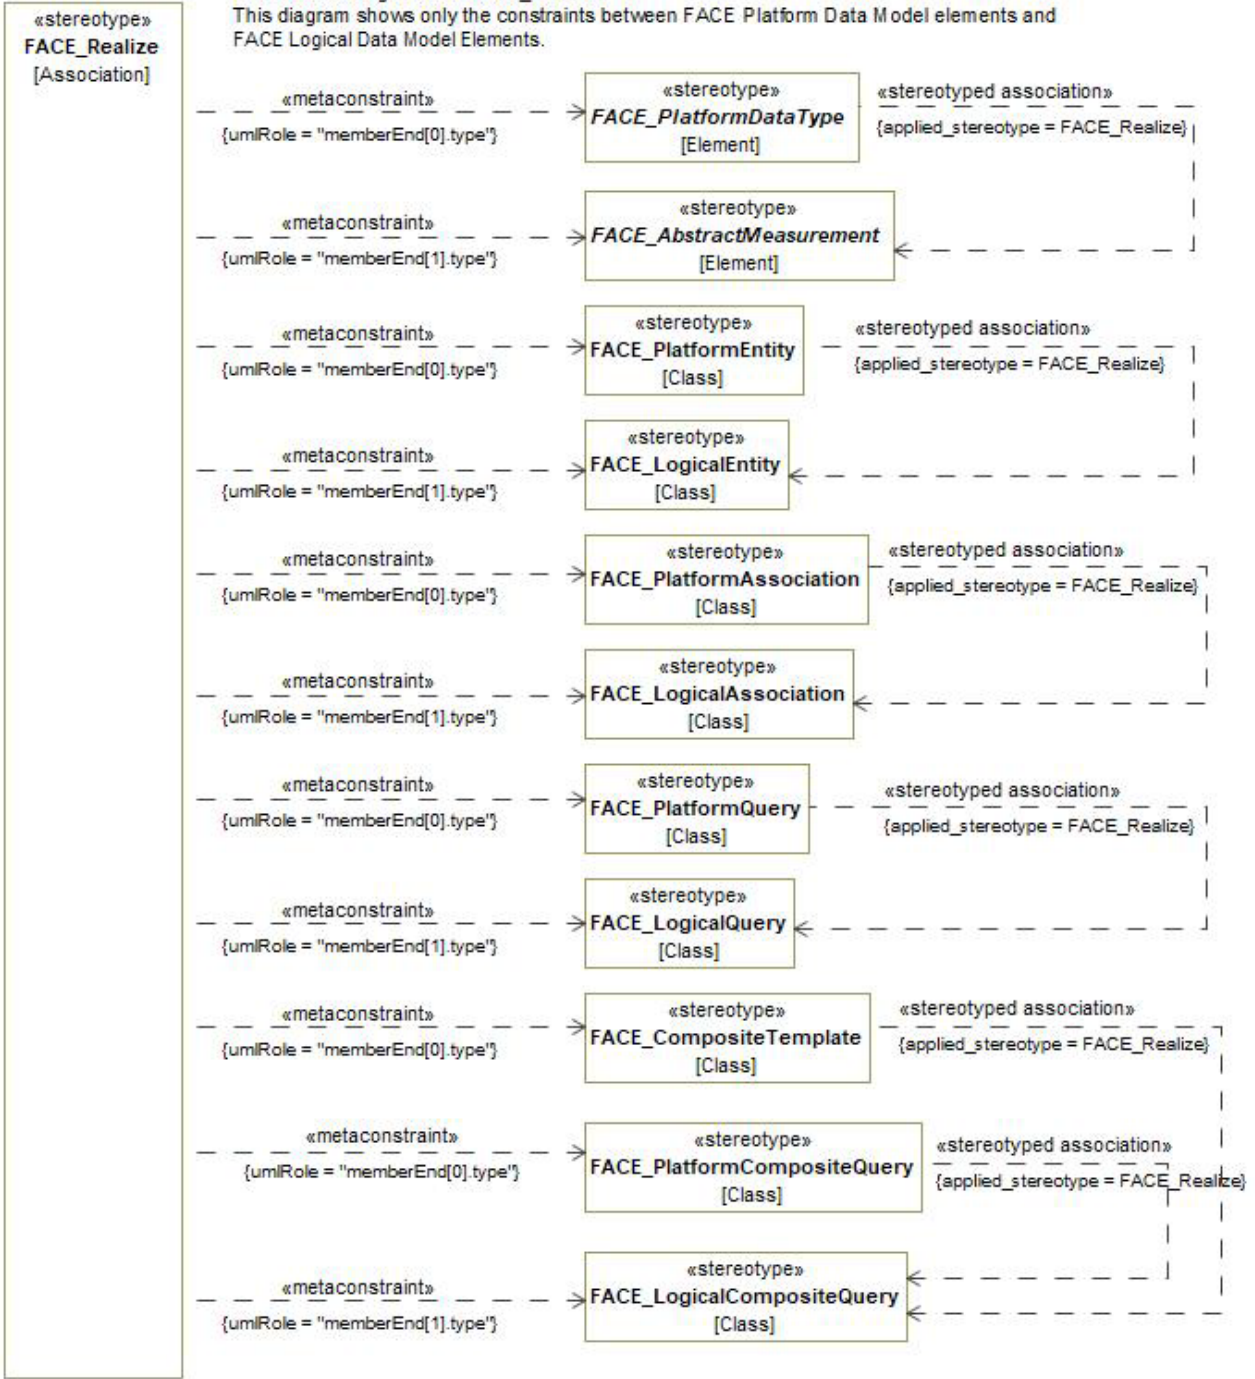 «stereotype»
FACE_Realize
[Association]
This diagram shows only the constraints between FACE Platform Data Model elements and
FACE Logical Data Model Elements.
«metaconstraint»
{umlRole = "memberEnd[0].type"}
«stereotype»
FACE_PlatformDataType
[Element]
«stereotyped association»
{applied_stereotype = FACE_Realize}
«metaconstraint»
{umlRole = "memberEnd[1].type"}
«stereotype»
FACE_AbstractMeasurement
[Element]
«metaconstraint»
{umlRole = "memberEnd[0].type"}
«stereotype»
FACE_PlatformEntity
[Class]
«stereotyped association»
{applied_stereotype = FACE_Realize}
«metaconstraint»
{umlRole = "memberEnd[1].type"}
«stereotype»
FACE_LogicalEntity
[Class]
«metaconstraint»
{umlRole = "memberEnd[0].type"}
«stereotype»
FACE_PlatformAssociation
[Class]
«stereotyped association»
{applied_stereotype = FACE_Realize}
«metaconstraint»
{umlRole = "memberEnd[1].type"}
«stereotype»
FACE_LogicalAssociation
[Class]
«metaconstraint»
{umlRole = "memberEnd[0].type"}
«stereotype»
FACE_PlatformQuery
[Class]
«stereotyped association»
{applied_stereotype = FACE_Realize}
«metaconstraint»
{umlRole = "memberEnd[1].type"}
«stereotype»
FACE_LogicalQuery
[Class]
«metaconstraint»
{umlRole = "memberEnd[0].type"}
«stereotype»
FACE_CompositeTemplate
[Class]
«stereotyped association»
{applied_stereotype = FACE_Realize}
«metaconstraint»
{umlRole = "memberEnd[0].type"}
«stereotype»
FACE_PlatformCompositeQuery
[Class]
«stereotyped association»
{applied_stereotype = FACE_Realize}
«metaconstraint»
{umlRole = "memberEnd[1].type"}
«stereotype»
FACE_LogicalCompositeQuery
[Class]